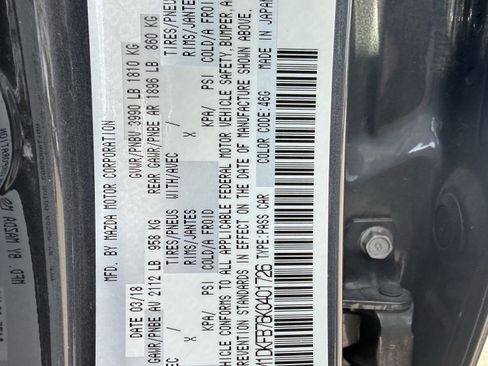 MFD. BY MAZDA MOTOR CORPORATION
DATE 03/18 GVWR/PNBV 3990 LB 1810 KG
GAWR/PNBE AV 2112 LB 958 KG REAR GAWR/PNBE AR 1896 LB 860 KG
TIRES/PNEUS WITH/AVEC X TIRES/PNEUS
RIMS/JANTES X RIMS/JANTES
COLD/A FROID KPA/ PSI COLD/A FROID KPA/ PSI
VEHICLE CONFORMS TO ALL APPLICABLE FEDERAL MOTOR VEHICLE SAFETY, BUMPER,
PREVENTION STANDARDS IN EFFECT ON THE DATE OF MANUFACTURE SHOWN ABOVE.
M1DKFB76K0401726 TYPE:PASS CAR COLOR CODE:46G MADE IN JAPAN